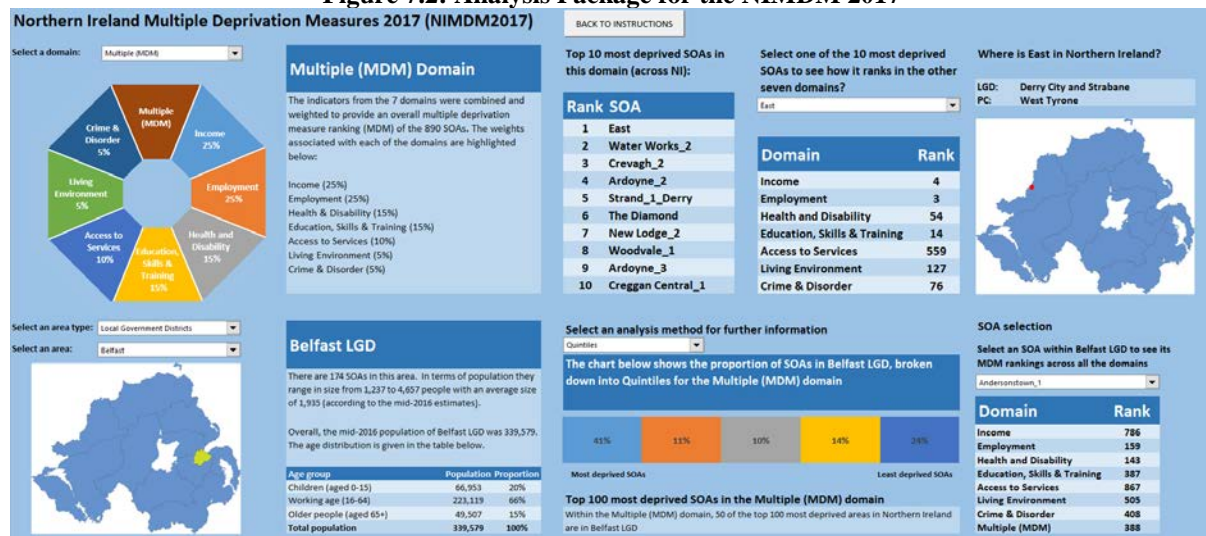 Figure 7.2: Analysis Package for the NIMDM 2017
Northern Ireland Multiple Deprivation Measures 2017 (NIMDM2017)
BACK TO INSTRUCTIONS
Select a domain:
Multiple (MDM)
Multiple
(MDM)
Income
25%
Employment
25%
Health and
Disability
15%
Education,
Skills &
Training
15%
Access to
Services
10%
Living
Environment
5%
Crime &
Disorder
5%
Multiple (MDM) Domain
The indicators from the 7 domains were combined and
weighted to provide an overall multiple deprivation
measure ranking (MDM) of the 890 SOAs. The weights
associated with each of the domains are highlighted
below:
Income (25%)
Employment (25%)
Health & Disability (15%)
Education, Skills & Training (15%)
Access to Services (10%)
Living Environment (5%)
Crime & Disorder (5%)
Top 10 most deprived SOAs in
this domain (across NI):
Rank SOA
1 East
2 Water Works_2
3 Crevagh_2
4 Ardoyne_2
5 Strand_1_Derry
6 The Diamond
7 New Lodge_2
8 Woodvale_1
9 Ardoyne_3
10 Creggan Central_1
Select one of the 10 most deprived
SOAs to see how it ranks in the other
seven domains?
East
Domain Rank
Income 4
Employment 3
Health and Disability 54
Education, Skills & Training 14
Access to Services 559
Living Environment 127
Crime & Disorder 76
Where is East in Northern Ireland?
LGD: Derry City and Strabane
PC: West Tyrone
Select an area type: Local Government Districts
Select an area: Belfast
Belfast LGD
There are 174 SOAs in this area. In terms of population they
range in size from 1,237 to 4,657 people with an average size
of 1,935 (according to the mid-2016 estimates).
Overall, the mid-2016 population of Belfast LGD was 339,579.
The age distribution is given in the table below.
Age group Population Proportion
Children (aged 0-15) 66,953 20%
Working age (16-64) 223,119 66%
Older people (aged 65+) 49,507 15%
Total population 339,579 100%
Select an analysis method for further information
Quintiles
The chart below shows the proportion of SOAs in Belfast LGD, broken
down into Quintiles for the Multiple (MDM) domain
41% 11% 10% 14% 24%
Most deprived SOAs Least deprived SOAs
Top 100 most deprived SOAs in the Multiple (MDM) domain
Within the Multiple (MDM) domain, 50 of the top 100 most deprived areas in Northern Ireland
are in Belfast LGD
SOA selection
Select an SOA within Belfast LGD to see its
MDM rankings across all the domains
Andersonstown_1
Domain Rank
Income 786
Employment 159
Health and Disability 143
Education, Skills & Training 387
Access to Services 867
Living Environment 505
Crime & Disorder 408
Multiple (MDM) 388